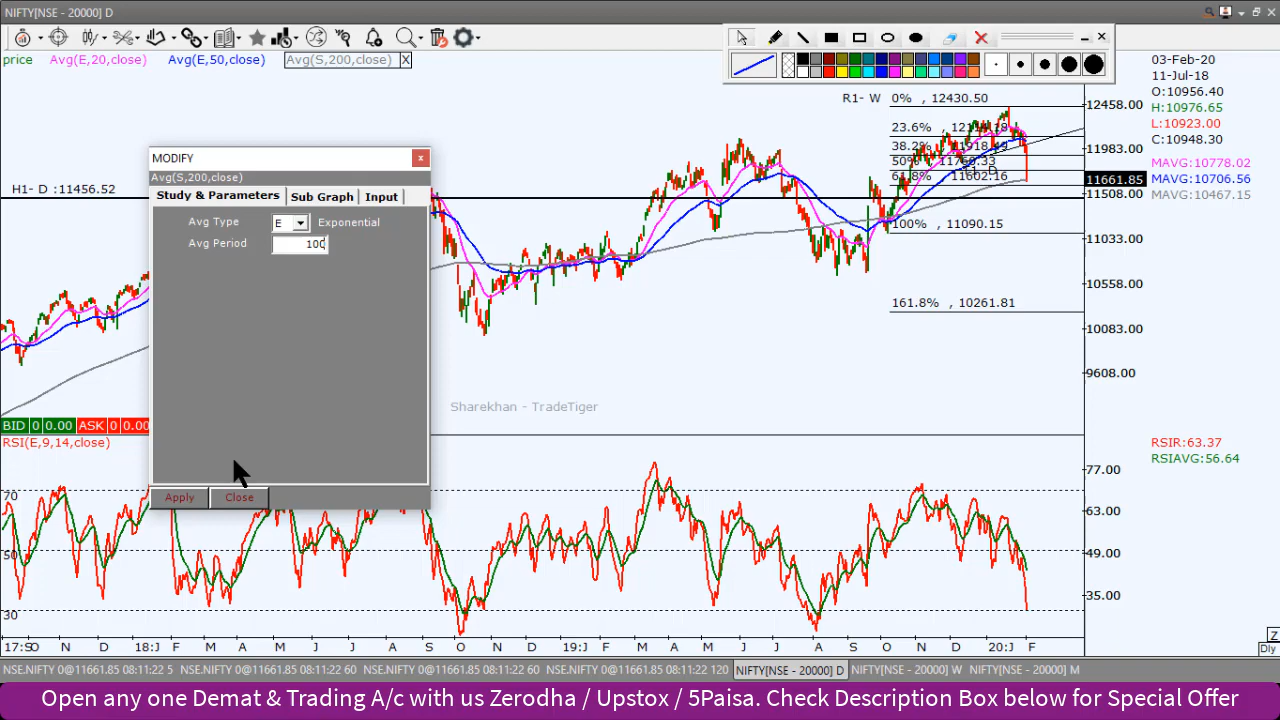 NIFTY[NSE - 20000] D
price Avg(E,20,close) Avg(E,50,close) Avg(S,200,close) X
03-Feb-20
11-Jul-18
O:10956.40
H:10976.65
L:10923.00
C:10948.30
MAVG:10778.02
MAVG:10706.56
MAVG:10467.15
R1- W 0% , 12430.50
23.6% ,
38.2% ,
50% ,
61.8% , 11602.16
100% , 11090.15
161.8% , 10261.81
12458.00
11983.00
11661.85
11508.00
11033.00
10558.00
10083.00
9608.00
H1- D :11456.52
MODIFY
Avg(S,200,close)
Study & Parameters Sub Graph Input
Avg Type E Exponential
Avg Period 100
Apply Close
Sharekhan - TradeTiger
BID 0 0.00 ASK 0 0.00
RSI(E,9,14,close)
RSIR:63.37
RSIAVG:56.64
70
50
30
77.00
63.00
49.00
35.00
17:S O N D 18:J F M A M J J A S O N D 19:J F M A M J J A S O N D 20:J F
Z
Dly
NSE.NIFTY 0@11661.85 08:11:22 5 NSE.NIFTY 0@11661.85 08:11:22 60 NSE.NIFTY 0@11661.85 08:11:22 60 NSE.NIFTY 0@11661.85 08:11:22 120 NIFTY[NSE - 20000] D NIFTY[NSE - 20000] W NIFTY[NSE - 20000] M
Open any one Demat & Trading A/c with us Zerodha / Upstox / 5Paisa. Check Description Box below for Special Offer